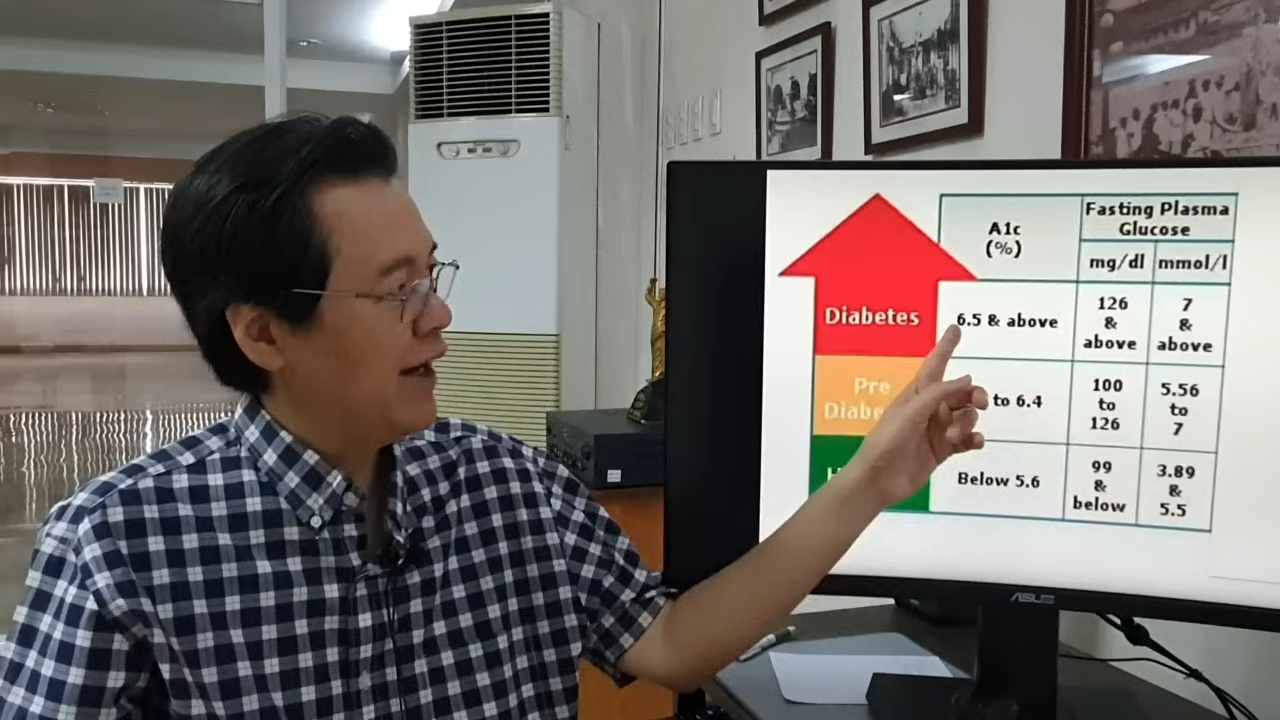 A1c
(%)
Fasting Plasma
Glucose
mg/dl
mmol/l
Diabetes
6.5 & above
126
&
above
7
&
above
Pre
to 6.4
100
to
126
5.56
to
7
Below 5.6
99
&
below
3.89
&
5.5
ASUS